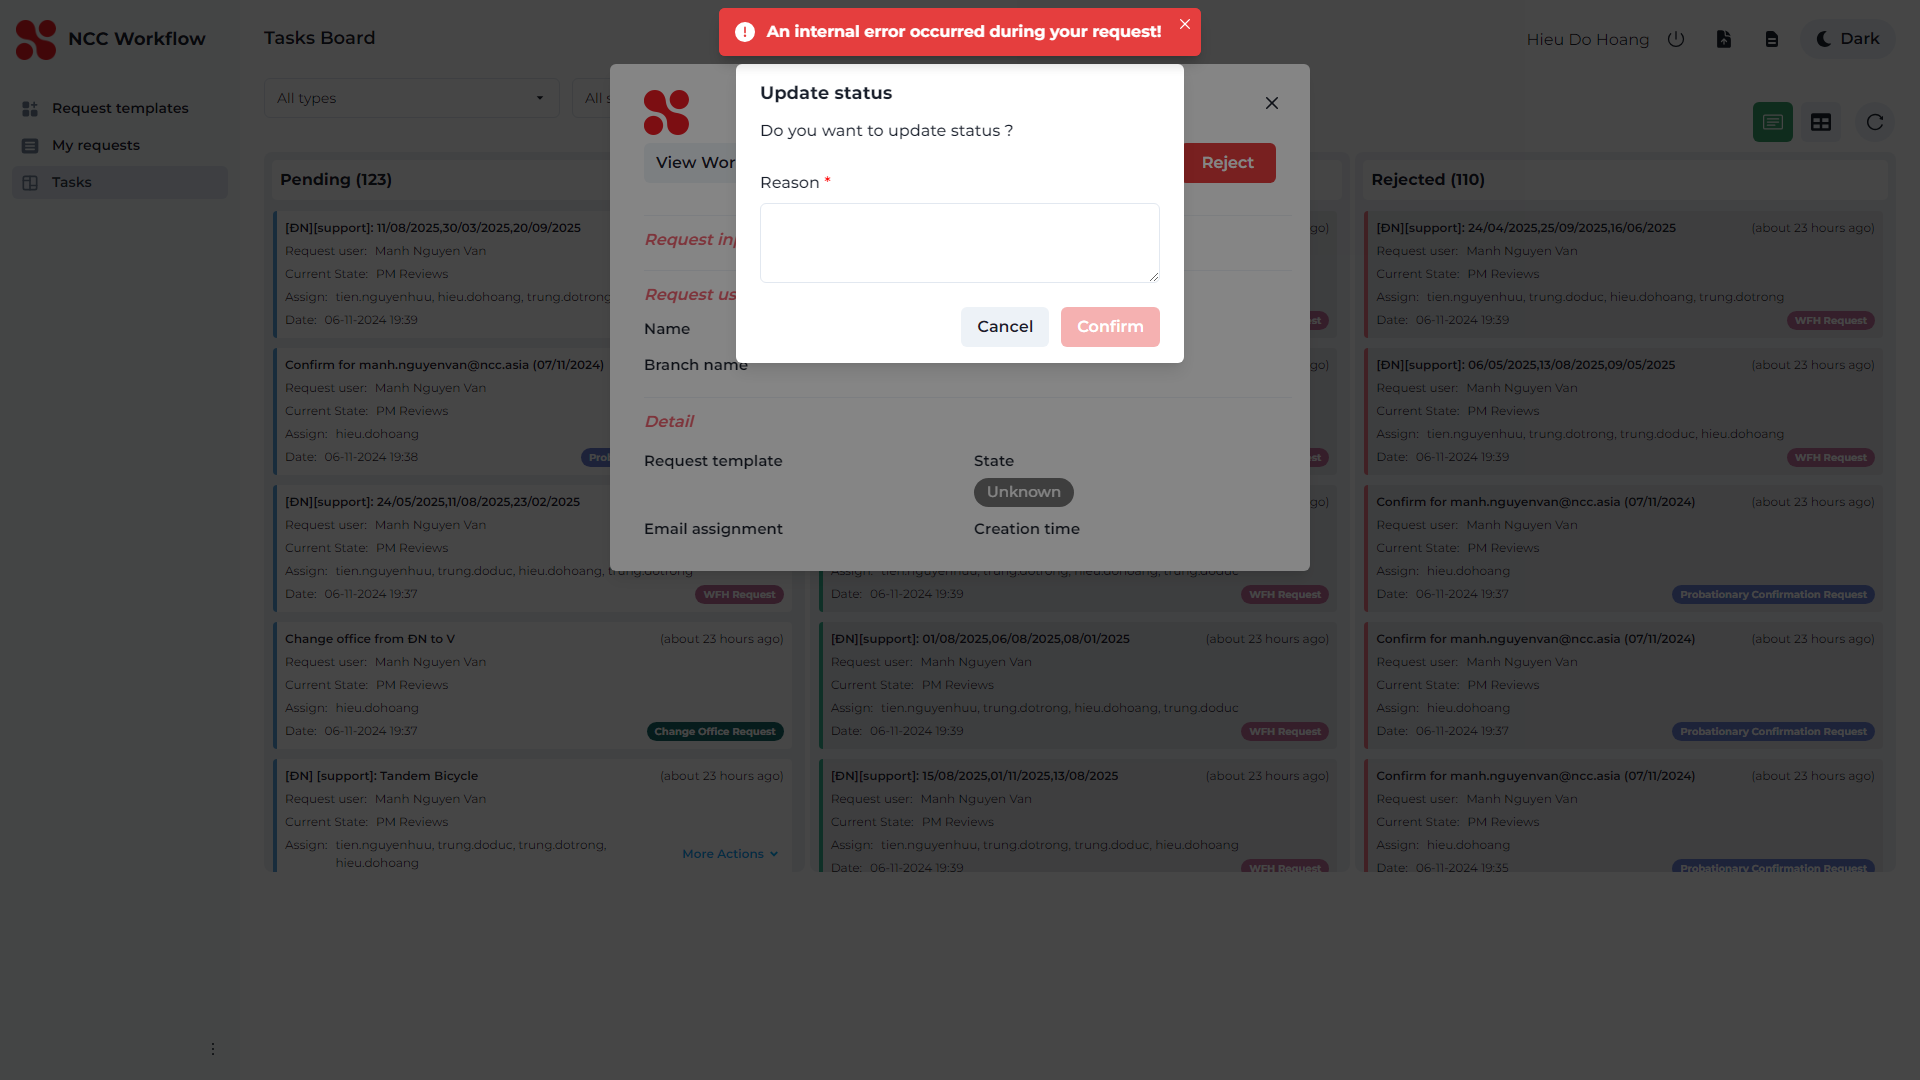 An internal error occurred during your request!
NCC Workflow
Tasks Board
Hieu Do Hoang
Dark
Request templates
My requests
Tasks
All types
All s
Update status
Do you want to update status ?
Reason *
Cancel
Confirm
View Wor
Reject
Request inp
Request us
Name
Branch name
Detail
Request template
State
Unknown
Email assignment
Creation time
Pending (123)
[ĐN][support]: 11/08/2025,30/03/2025,20/09/2025
Request user: Manh Nguyen Van
Current State: PM Reviews
Assign: tien.nguyenhuu, hieu.dohoang, trung.dotrong
Date: 06-11-2024 19:39
Confirm for manh.nguyenvan@ncc.asia (07/11/2024)
Request user: Manh Nguyen Van
Current State: PM Reviews
Assign: hieu.dohoang
Date: 06-11-2024 19:38
Prob
[ĐN][support]: 24/05/2025,11/08/2025,23/02/2025
Request user: Manh Nguyen Van
Current State: PM Reviews
Assign: tien.nguyenhuu, trung.doduc, hieu.dohoang, trung.dotrong
Date: 06-11-2024 19:37
WFH Request
Change office from ĐN to V
(about 23 hours ago)
Request user: Manh Nguyen Van
Current State: PM Reviews
Assign: hieu.dohoang
Date: 06-11-2024 19:37
Change Office Request
[ĐN] [support]: Tandem Bicycle
(about 23 hours ago)
Request user: Manh Nguyen Van
Current State: PM Reviews
Assign: tien.nguyenhuu, trung.doduc, trung.dotrong,
hieu.dohoang
More Actions
go)
st
go)
st
go)
Assign: tien.nguyenhuu, hieu.dohoang, trung.dotrong, trung.doduc
Date: 06-11-2024 19:39
WFH Request
[ĐN][support]: 01/08/2025,06/08/2025,08/01/2025
(about 23 hours ago)
Request user: Manh Nguyen Van
Current State: PM Reviews
Assign: tien.nguyenhuu, trung.dotrong, hieu.dohoang, trung.doduc
Date: 06-11-2024 19:39
WFH Request
[ĐN][support]: 15/08/2025,01/11/2025,13/08/2025
(about 23 hours ago)
Request user: Manh Nguyen Van
Current State: PM Reviews
Assign: tien.nguyenhuu, trung.dotrong, trung.doduc, hieu.dohoang
Date: 06-11-2024 19:39
WFH Request
Rejected (110)
[ĐN][support]: 24/04/2025,25/09/2025,16/06/2025
(about 23 hours ago)
Request user: Manh Nguyen Van
Current State: PM Reviews
Assign: tien.nguyenhuu, trung.doduc, hieu.dohoang, trung.dotrong
Date: 06-11-2024 19:39
WFH Request
[ĐN][support]: 06/05/2025,13/08/2025,09/05/2025
(about 23 hours ago)
Request user: Manh Nguyen Van
Current State: PM Reviews
Assign: tien.nguyenhuu, trung.dotrong, trung.doduc, hieu.dohoang
Date: 06-11-2024 19:39
WFH Request
Confirm for manh.nguyenvan@ncc.asia (07/11/2024)
(about 23 hours ago)
Request user: Manh Nguyen Van
Current State: PM Reviews
Assign: hieu.dohoang
Date: 06-11-2024 19:37
Probationary Confirmation Request
Confirm for manh.nguyenvan@ncc.asia (07/11/2024)
(about 23 hours ago)
Request user: Manh Nguyen Van
Current State: PM Reviews
Assign: hieu.dohoang
Date: 06-11-2024 19:37
Probationary Confirmation Request
Confirm for manh.nguyenvan@ncc.asia (07/11/2024)
(about 23 hours ago)
Request user: Manh Nguyen Van
Current State: PM Reviews
Assign: hieu.dohoang
Date: 06-11-2024 19:35
Probationary Confirmation Request